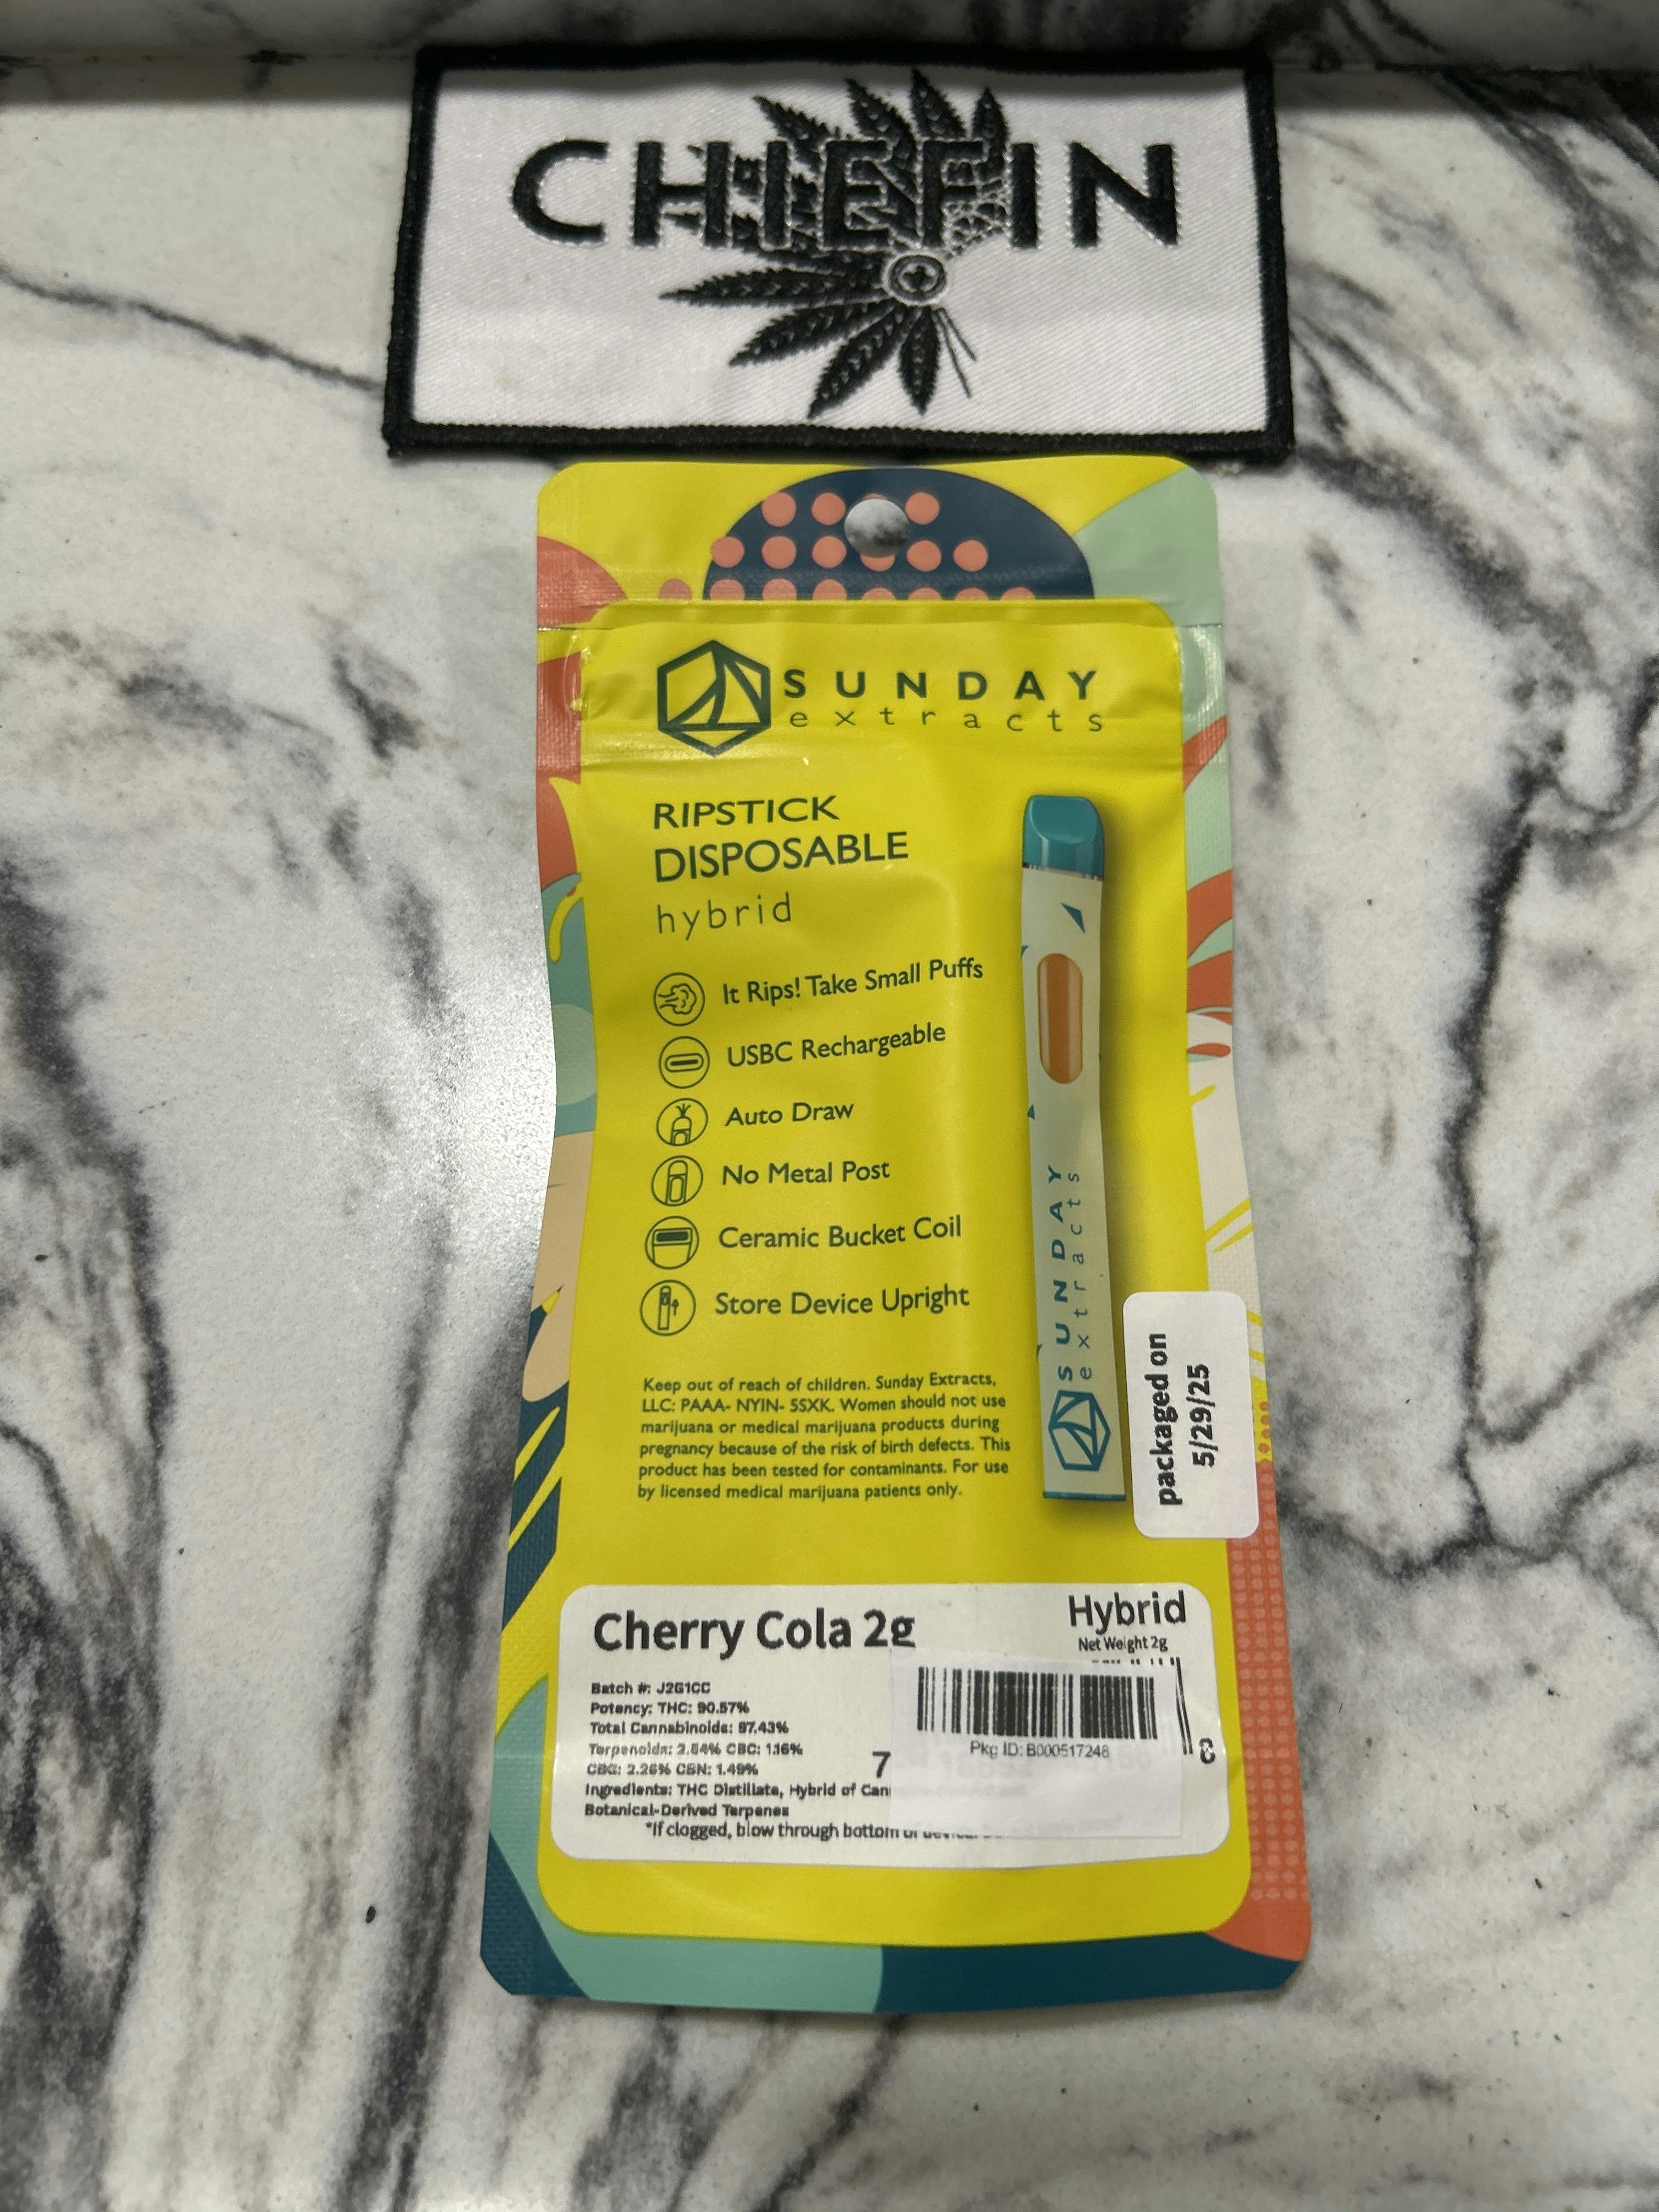 CHIEFIN
SUNDAY
extracts
RIPSTICK
DISPOSABLE
hybrid
It Rips! Take Small Puffs
USBC Rechargeable
Auto Draw
No Metal Post
Ceramic Bucket Coil
Store Device Upright
SUNDAY
extracts
Keep out of reach of children. Sunday Extracts,
LLC: PAAA- NYIN- 5SXK. Women should not use
marijuana or medical marijuana products during
pregnancy because of the risk of birth defects. This
product has been tested for contaminants. For use
by licensed medical marijuana patients only.
packaged on
5/29/25
Cherry Cola 2g
Hybrid
Net Weight 2g
Batch #: J2G1CC
Potency: THC: 90.57%
Total Cannabinoids: 97.43%
Terpenoids: 2.54% CBC: 1.16%
CBG: 2.26% CBN: 1.49%
Ingredients: THC Distillate, Hybrid of
Botanical-Derived Terpenes
*If clogged, blow through bottom
7
Pkg ID: B000517248